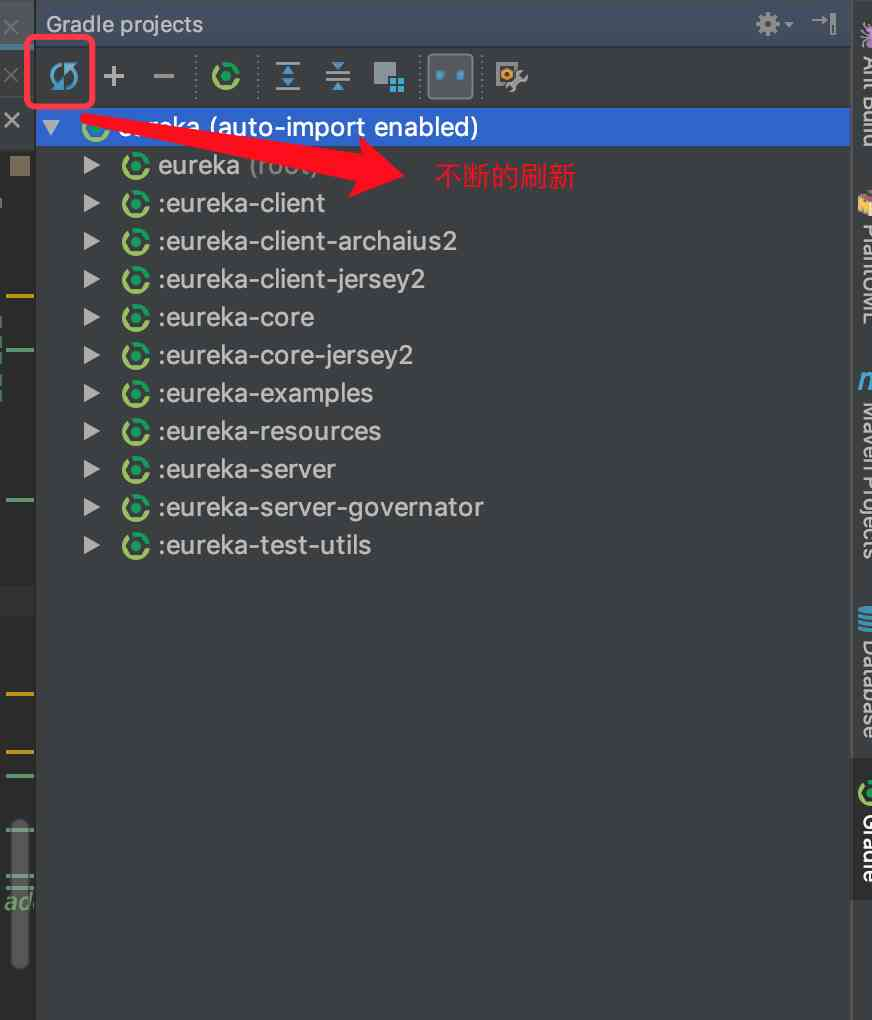 Gradle projects
eureka (auto-import enabled)
eureka (root)
不断的刷新
:eureka-client
:eureka-client-archaius2
:eureka-client-jersey2
:eureka-core
:eureka-core-jersey2
:eureka-examples
:eureka-resources
:eureka-server
:eureka-server-governator
:eureka-test-utils
Ant Build
PlantUML
Maven Projects
Database
Gradle